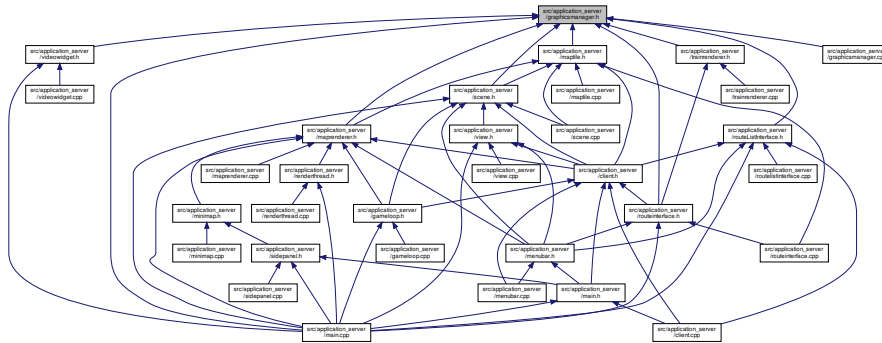 src/application_server
/graphicsmanager.h
src/application_server
/videowidget.h
src/application_server
/maptile.h
src/application_server
/trainrenderer.h
src/application_server
/graphicsmanager.cpp
src/application_server
/videowidget.cpp
src/application_server
/scene.h
src/application_server
/maptile.cpp
src/application_server
/trainrenderer.cpp
src/application_server
/maprenderer.h
src/application_server
/view.h
src/application_server
/scene.cpp
src/application_server
/routeListInterface.h
src/application_server
/maprenderer.cpp
src/application_server
/renderthread.h
src/application_server
/view.cpp
src/application_server
/client.h
src/application_server
/routelistinterface.cpp
src/application_server
/minimap.h
src/application_server
/renderthread.cpp
src/application_server
/gameloop.h
src/application_server
/routeinterface.h
src/application_server
/minimap.cpp
src/application_server
/sidepanel.h
src/application_server
/gameloop.cpp
src/application_server
/menubar.h
src/application_server
/routeinterface.cpp
src/application_server
/sidepanel.cpp
src/application_server
/menubar.cpp
src/application_server
/main.h
src/application_server
/main.cpp
src/application_server
/client.cpp